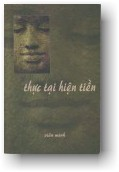 thực tại hiện tiền